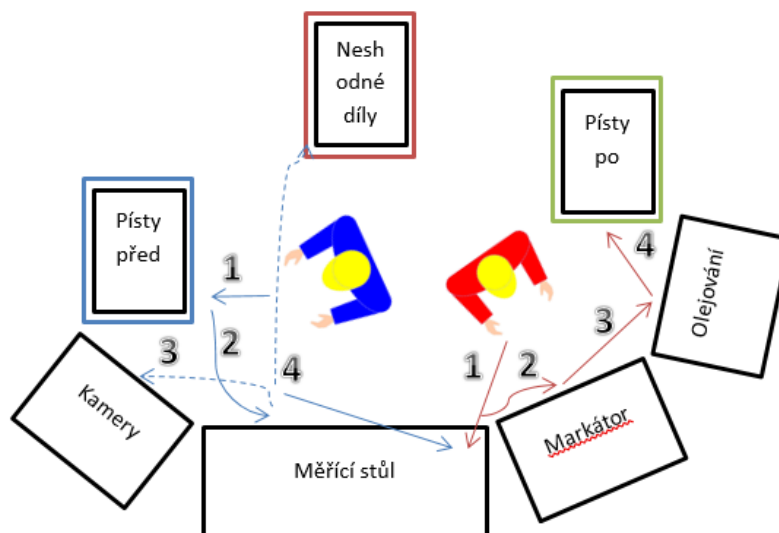 Nesh
odné
díly
Písty
po
Písty
před
1
2
3
4
Kamery
Měřící stůl
1
2
3
4
Markátor
Olejování